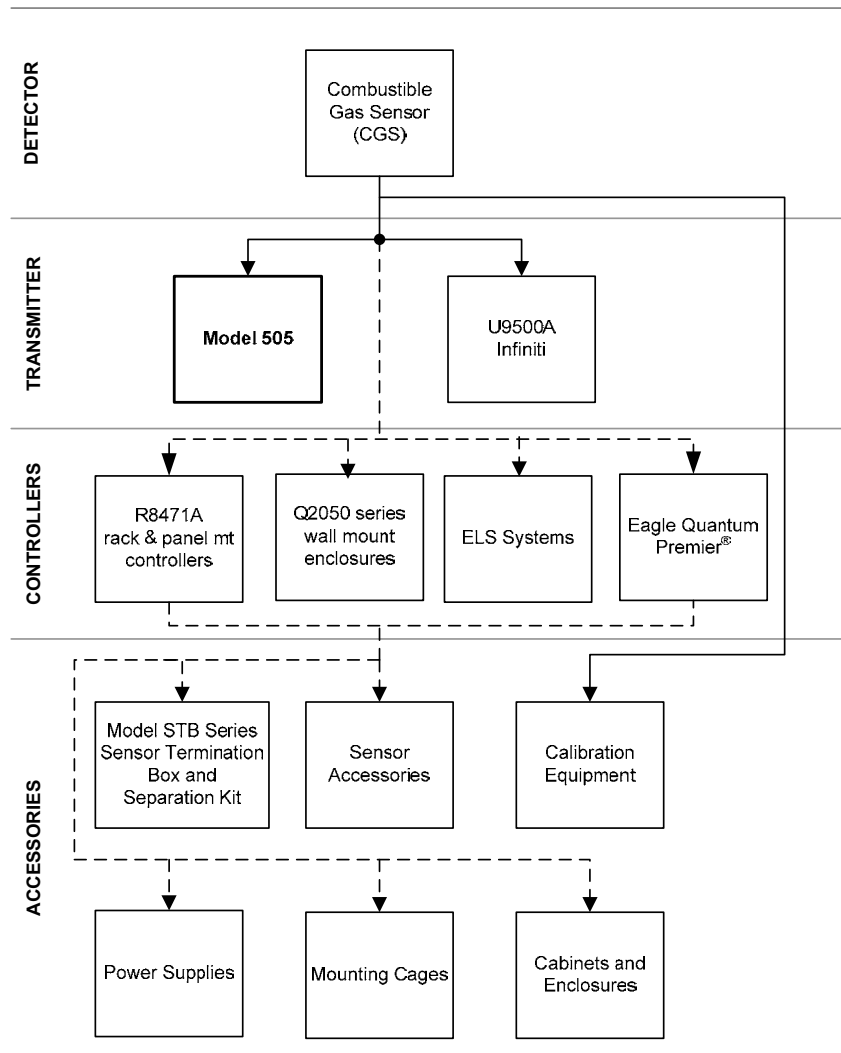 DETECTOR
Combustible
Gas Sensor
(CGS)
TRANSMITTER
Model 505
U9500A
Infiniti
CONTROLLERS
R8471A
rack & panel mt
controllers
Q2050 series
wall mount
enclosures
ELS Systems
Eagle Quantum
Premier®
ACCESSORIES
Model STB Series
Sensor Termination
Box and
Separation Kit
Sensor
Accessories
Calibration
Equipment
Power Supplies
Mounting Cages
Cabinets and
Enclosures